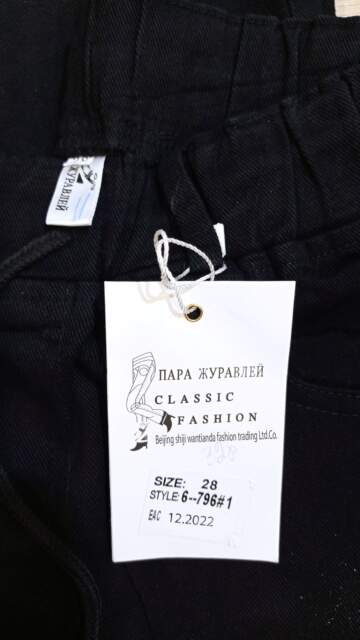 ЖУРАВЛЕЙ
ПАРА ЖУРАВЛЕЙ
CLASSIC
FASHION
Beijing shiji wantianda fashion trading Ltd.Co.
SIZE: 28
STYLE: 6--796#1
EAC 12.2022